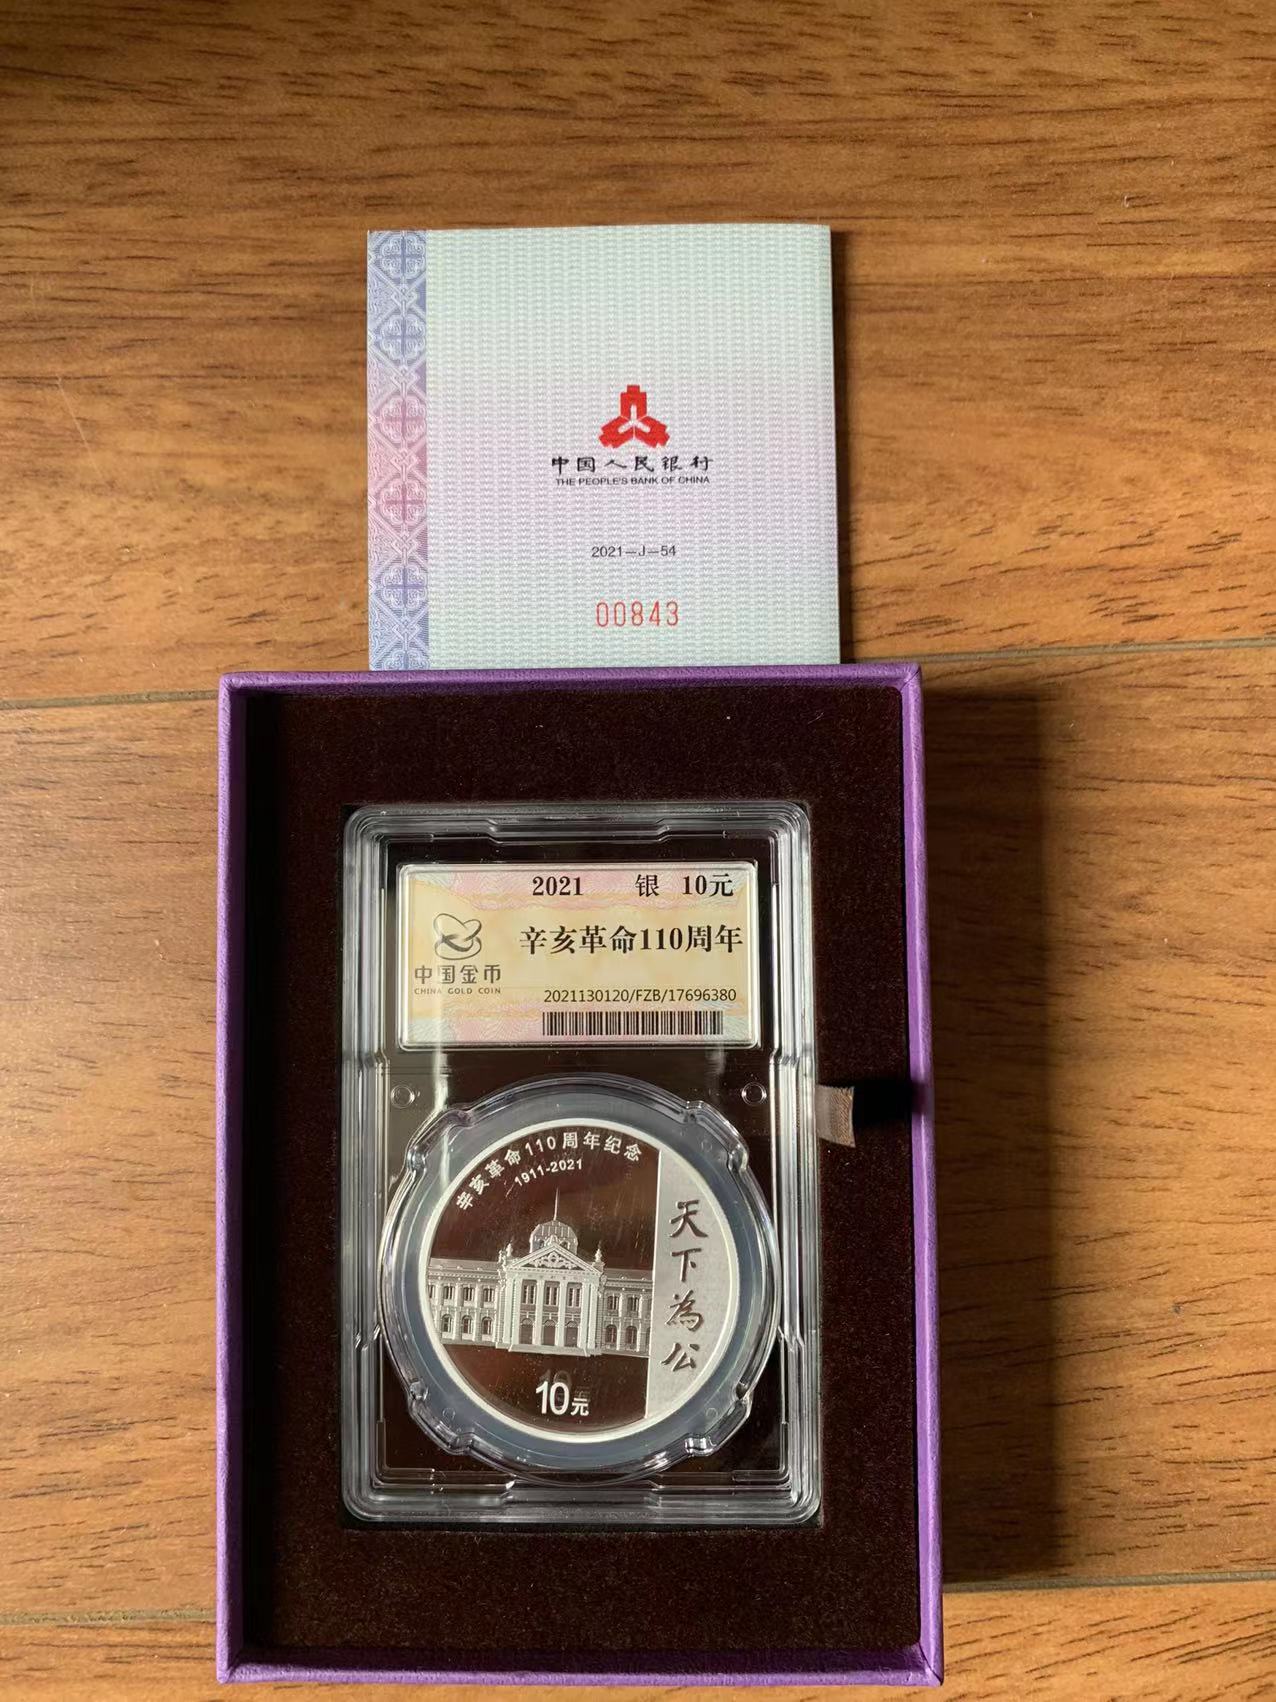 中国人民银行
THE PEOPLE'S BANK OF CHINA
2021—J—54
00843
2021 银 10元
辛亥革命110周年
中国金币
CHINA GOLD COIN
2021130120/FZB/17696380
辛亥革命110周年纪念
1911-2021
天下為公
10元